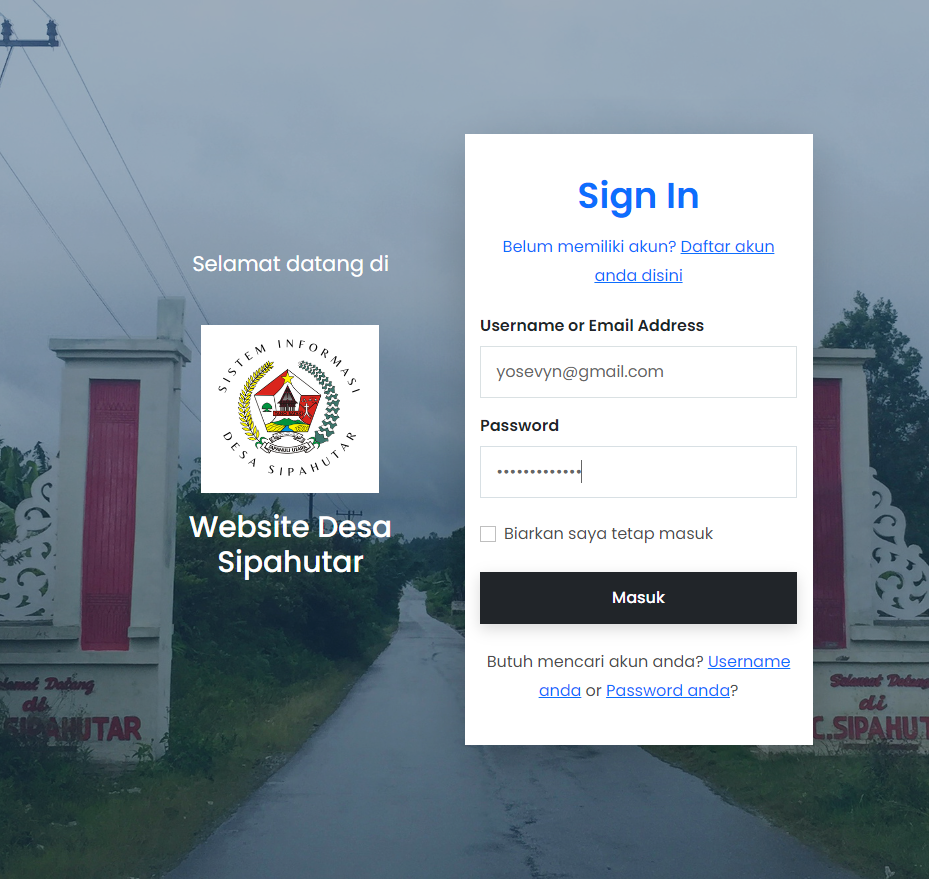 Selamat datang di
SISTEM INFORMASI
DESA SIPAHUTAR
TAPANULI UTARA
Website Desa
Sipahutar
Sign In
Belum memiliki akun? Daftar akun
anda disini
Username or Email Address
yosevyn@gmail.com
Password
•••••••••••••
Biarkan saya tetap masuk
Masuk
Butuh mencari akun anda? Username
anda or Password anda?
Selamat Datang
di
SIPAHUTAR
Selamat Datang
di
C.SIPAHUT